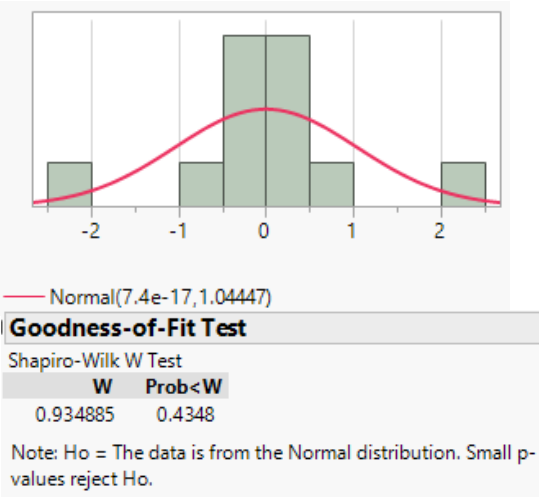 -2 -1 0 1 2
Normal(7.4e-17,1.04447)
Goodness-of-Fit Test
Shapiro-Wilk W Test
W Prob<W
0.934885 0.4348
Note: Ho = The data is from the Normal distribution. Small p-
values reject Ho.